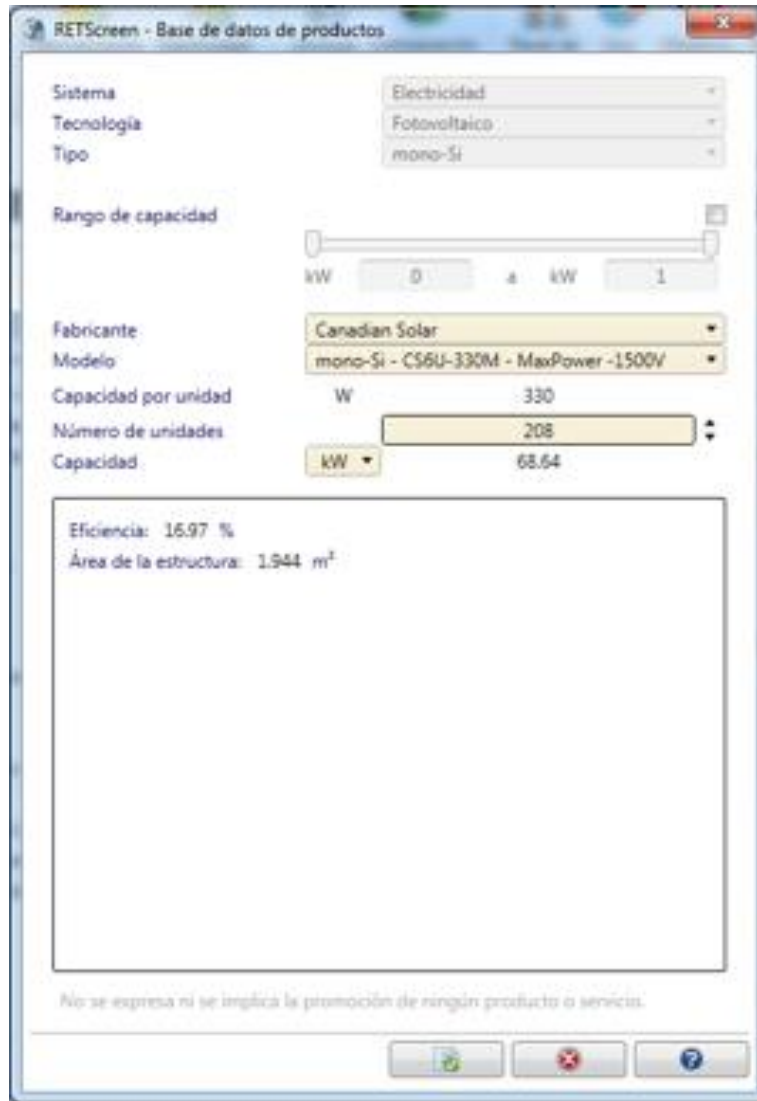 RETScreen - Base de datos de productos
Sistema Electricidad
Tecnología Fotovoltaico
Tipo mono-Si
Rango de capacidad
kW 0 a kW 1
Fabricante Canadian Solar
Modelo mono-Si - CS6U-330M - MaxPower -1500V
Capacidad por unidad W 330
Número de unidades 208
Capacidad kW 68.64
Eficiencia: 16.97 %
Área de la estructura: 1.944 m²
No se expresa ni se implica la promoción de ningún producto o servicio.